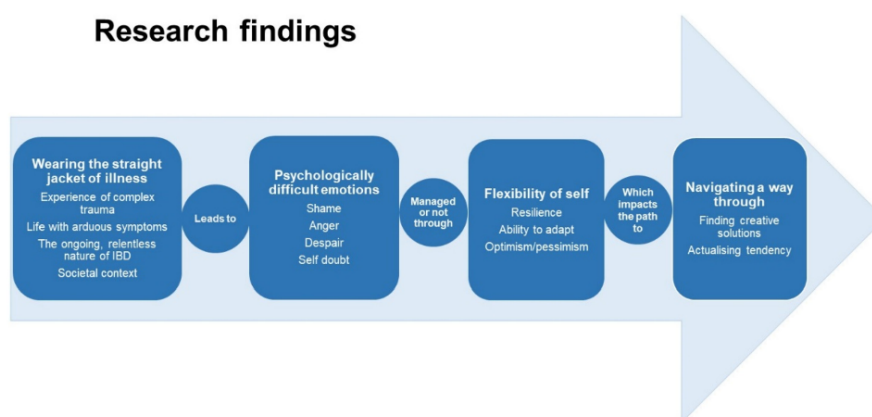 Research findings
Wearing the straight
jacket of illness
Experience of complex
trauma
Life with arduous symptoms
The ongoing, relentless
nature of IBD
Societal context
Leads to
Psychologically
difficult emotions
Shame
Anger
Despair
Self doubt
Managed
or not
through
Flexibility of self
Resilience
Ability to adapt
Optimism/pessimism
Which
impacts
the path
to
Navigating a way
through
Finding creative
solutions
Actualising tendency